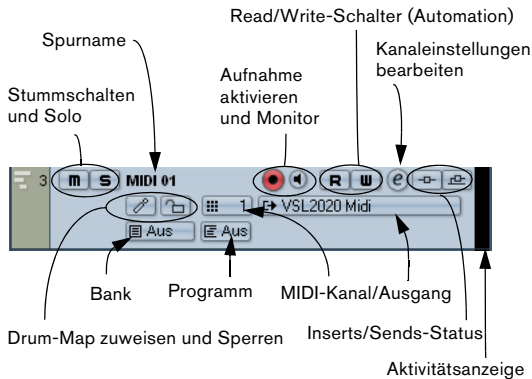 Read/Write-Schalter (Automation)
Spurname
Kanaleinstellungen
bearbeiten
Aufnahme
aktivieren
und Monitor
Stummschalten
und Solo
3 m S MIDI 01 R W e
1 VSL2020 Midi
Aus Aus
Bank
Programm
MIDI-Kanal/Ausgang
Drum-Map zuweisen und Sperren
Inserts/Sends-Status
Aktivitätsanzeige